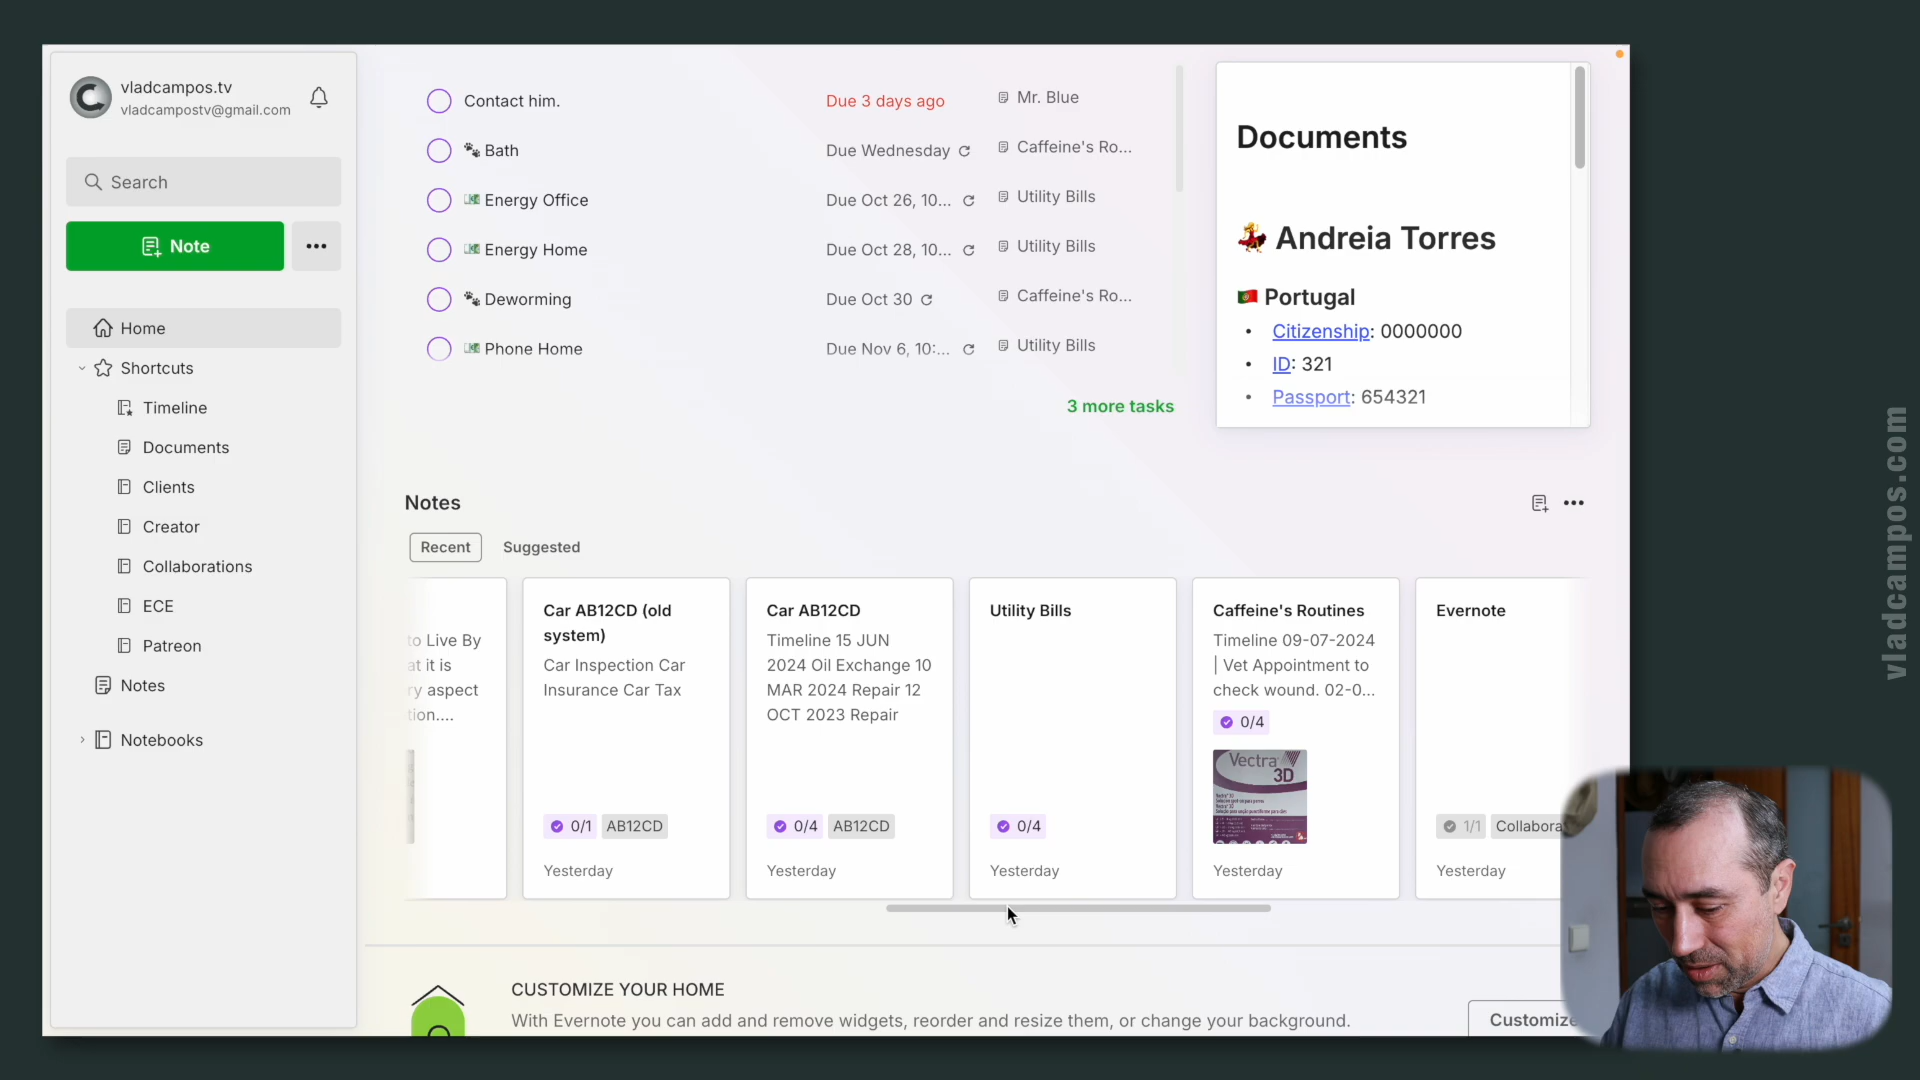 vladcampos.tv
vladcampostv@gmail.com
Search
Note
Home
Shortcuts
Timeline
Documents
Clients
Creator
Collaborations
ECE
Patreon
Notes
Notebooks
Contact him. Due 3 days ago Mr. Blue
Bath Due Wednesday Caffeine's Ro...
Energy Office Due Oct 26, 10... Utility Bills
Energy Home Due Oct 28, 10... Utility Bills
Deworming Due Oct 30 Caffeine's Ro...
Phone Home Due Nov 6, 10:... Utility Bills
3 more tasks
Documents
Andreia Torres
Portugal
• Citizenship: 0000000
• ID: 321
• Passport: 654321
Notes
Recent Suggested
to Live By
at it is
ry aspect
tion....
Car AB12CD (old
system)
Car Inspection Car
Insurance Car Tax
0/1 AB12CD
Yesterday
Car AB12CD
Timeline 15 JUN
2024 Oil Exchange 10
MAR 2024 Repair 12
OCT 2023 Repair
0/4 AB12CD
Yesterday
Utility Bills
0/4
Yesterday
Caffeine's Routines
Timeline 09-07-2024
| Vet Appointment to
check wound. 02-0...
0/4
Vectra
3D
Yesterday
Evernote
1/1 Collabora
Yesterday
CUSTOMIZE YOUR HOME
With Evernote you can add and remove widgets, reorder and resize them, or change your background.
Customize
vladcampos.com